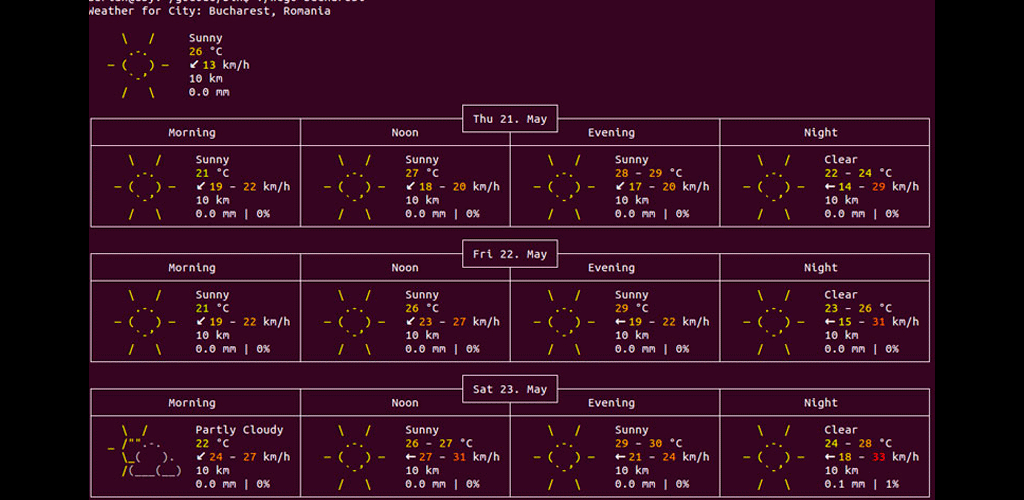 Weather for City: Bucharest, Romania
Sunny
26 °C
↙ 13 km/h
10 km
0.0 mm
Thu 21. May
Morning Noon Evening Night
Sunny Sunny Sunny Clear
21 °C 27 °C 28 – 29 °C 22 – 24 °C
↙ 19 – 22 km/h ↙ 18 – 20 km/h ↙ 17 – 20 km/h ← 14 – 29 km/h
10 km 10 km 10 km 10 km
0.0 mm | 0% 0.0 mm | 0% 0.0 mm | 0% 0.0 mm | 0%
Fri 22. May
Morning Noon Evening Night
Sunny Sunny Sunny Clear
21 °C 26 °C 29 °C 23 – 26 °C
↙ 19 – 22 km/h ↙ 23 – 27 km/h ← 19 – 22 km/h ← 15 – 31 km/h
10 km 10 km 10 km 10 km
0.0 mm | 0% 0.0 mm | 0% 0.0 mm | 0% 0.0 mm | 0%
Sat 23. May
Morning Noon Evening Night
Partly Cloudy Sunny Sunny Clear
22 °C 26 – 27 °C 29 – 30 °C 24 – 28 °C
↙ 24 – 27 km/h ← 27 – 31 km/h ← 21 – 24 km/h ← 18 – 33 km/h
10 km 10 km 10 km 10 km
0.0 mm | 0% 0.0 mm | 0% 0.0 mm | 0% 0.1 mm | 1%